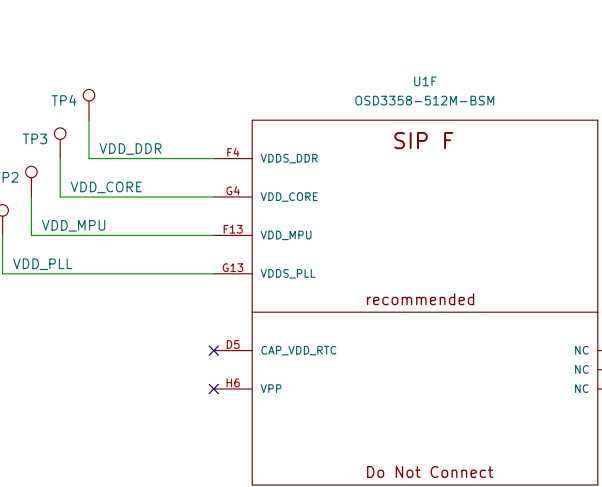 U1F
OSD3358-512M-BSM
TP4
SIP F
TP3
VDD_DDR
F4
VDDS_DDR
VDD_CORE
G4
VDD_CORE
VDD_MPU
F13
VDD_MPU
VDD_PLL
G13
VDDS_PLL
recommended
D5
CAP_VDD_RTC
NC
NC
H6
VPP
NC
Do Not Connect